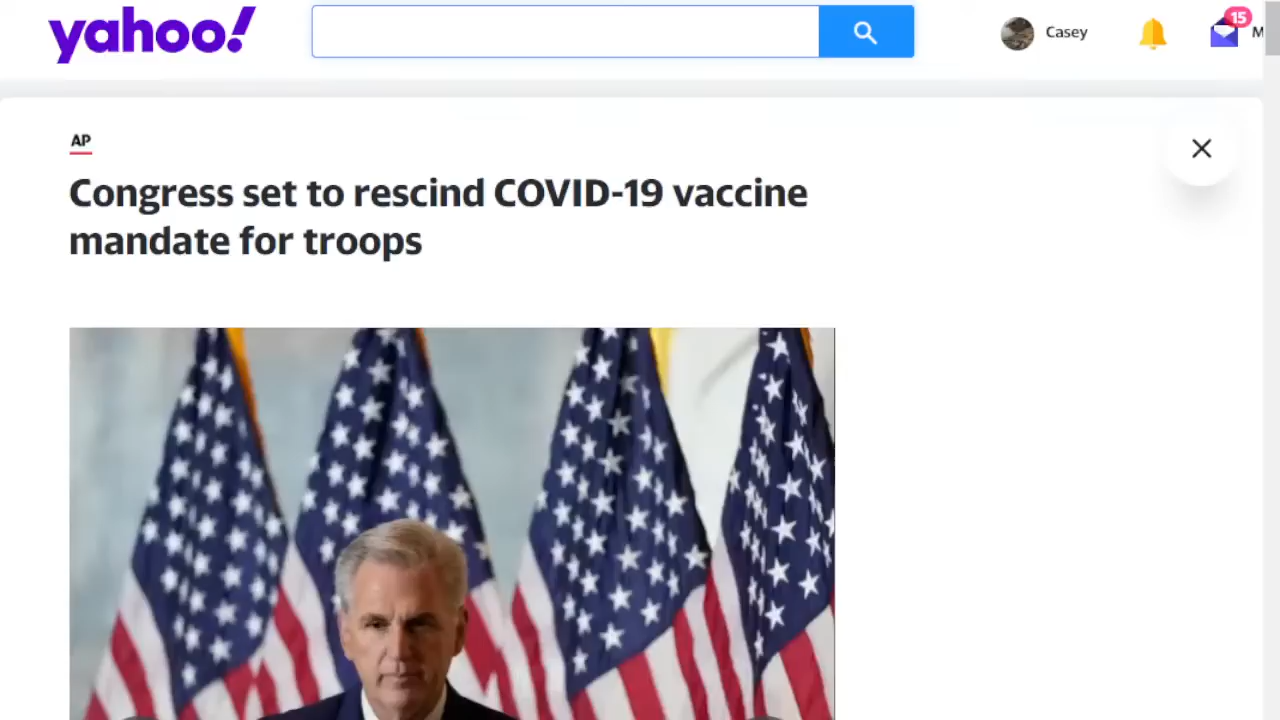 yahoo!
Casey
15
M
AP
Congress set to rescind COVID-19 vaccine
mandate for troops